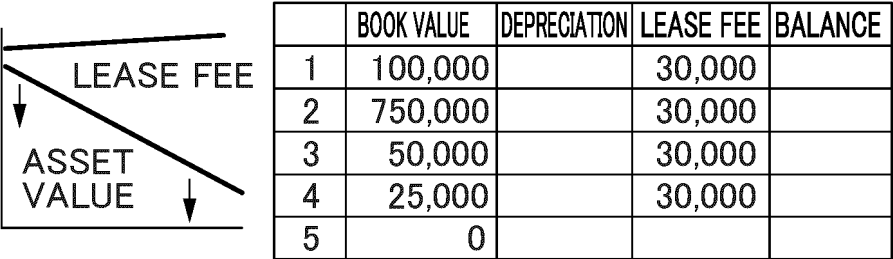 LEASE FEE
ASSET
VALUE
BOOK VALUE DEPRECIATION LEASE FEE BALANCE
1 100,000 30,000
2 750,000 30,000
3 50,000 30,000
4 25,000 30,000
5 0